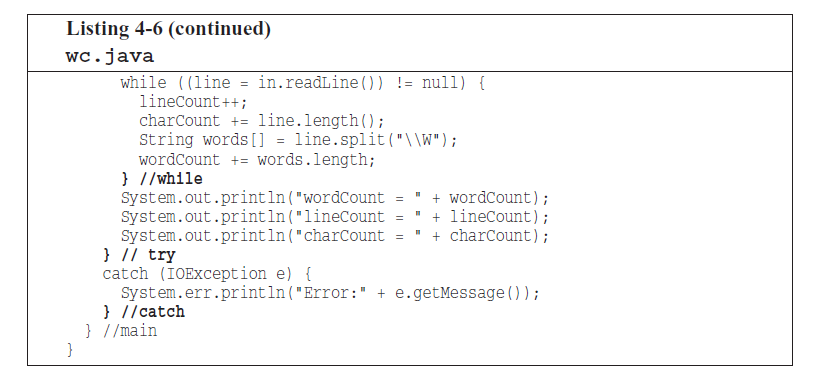 Listing 4-6 (continued)
wc.java
while ((line = in.readLine()) != null) {
lineCount++;
charCount += line.length();
String words[] = line.split("\\W");
wordCount += words.length;
} //while
System.out.println("wordCount = " + wordCount);
System.out.println("lineCount = " + lineCount);
System.out.println("charCount = " + charCount);
} // try
catch (IOException e) {
System.err.println("Error:" + e.getMessage());
} //catch
} //main
}